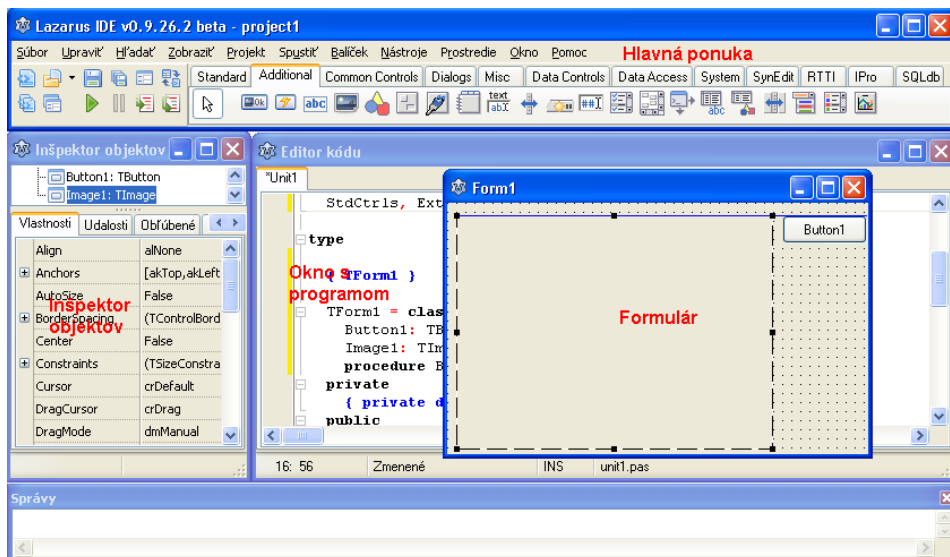 Lazarus IDE v0.9.26.2 beta - project1
Súbor Upraviť Hľadať Zobraziť Projekt Spustiť Balíček Nástroje Prostredie Okno Pomoc
Hlavná ponuka
Standard Additional Common Controls Dialogs Misc Data Controls Data Access System SynEdit RTTI IPro SQLdb
Inšpektor objektov
Button1: TButton
Image1: TImage
Vlastnosti Udalosti Obľúbené
Align alNone
Anchors [akTop,akLeft
AutoSize False
BorderSpacing (TControlBord
Center False
Constraints (TSizeConstra
Cursor crDefault
DragCursor crDrag
DragMode dmManual
Inšpektor
objektov
Editor kódu
*Unit1
StdCtrls, Ext
type
{ TForm1 }
Okno s
programom
TForm1 = clas
Button1: TB
Image1: TIm
procedure B
private
{ private d
public
16: 56 Zmenené INS unit1.pas
Form1
Button1
Formulár
Správy